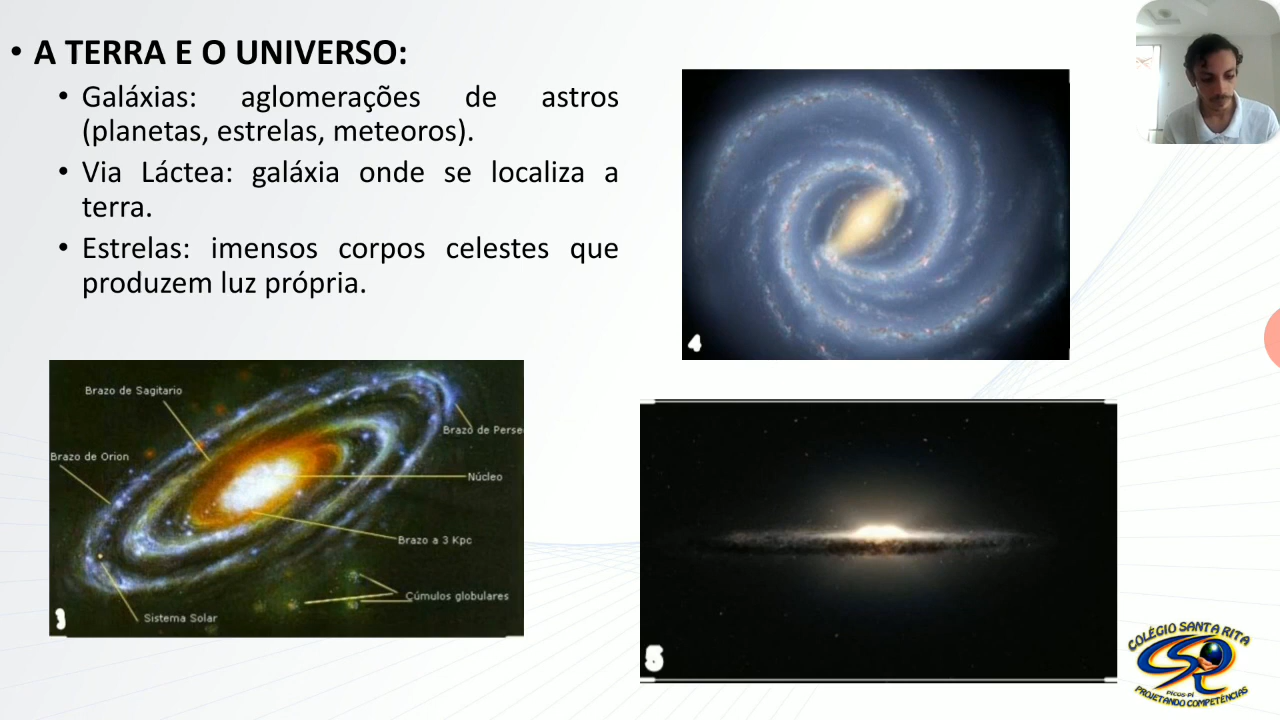 • A TERRA E O UNIVERSO:
• Galáxias: aglomerações de astros
(planetas, estrelas, meteoros).
• Via Láctea: galáxia onde se localiza a
terra.
• Estrelas: imensos corpos celestes que
produzem luz própria.
4
Brazo de Sagitario
Brazo de Perse
Brazo de Orion
Núcleo
Brazo a 3 Kpc
Cúmulos globulares
Sistema Solar
5
COLÉGIO SANTA RITA
PICOS-PI
PROJETANDO COMPETÊNCIAS